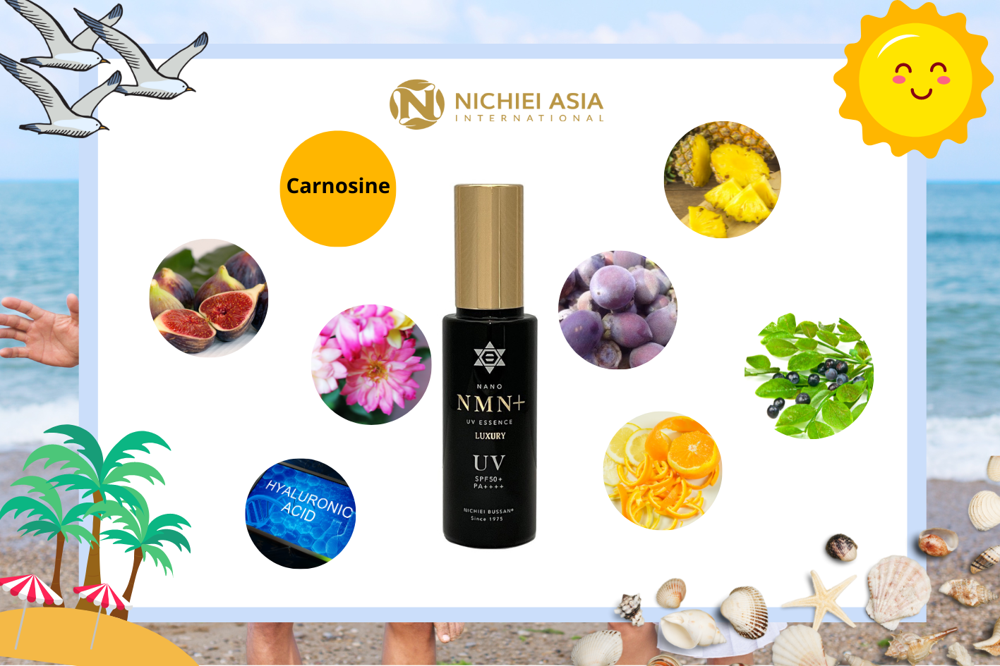 NICHIEI ASIA
INTERNATIONAL
Carnosine
NANO
NMN+
UV ESSENCE
LUXURY
UV
SPF50+
PA++++
NICHIEI BUSSAN®
Since 1975
HYALURONIC
ACID